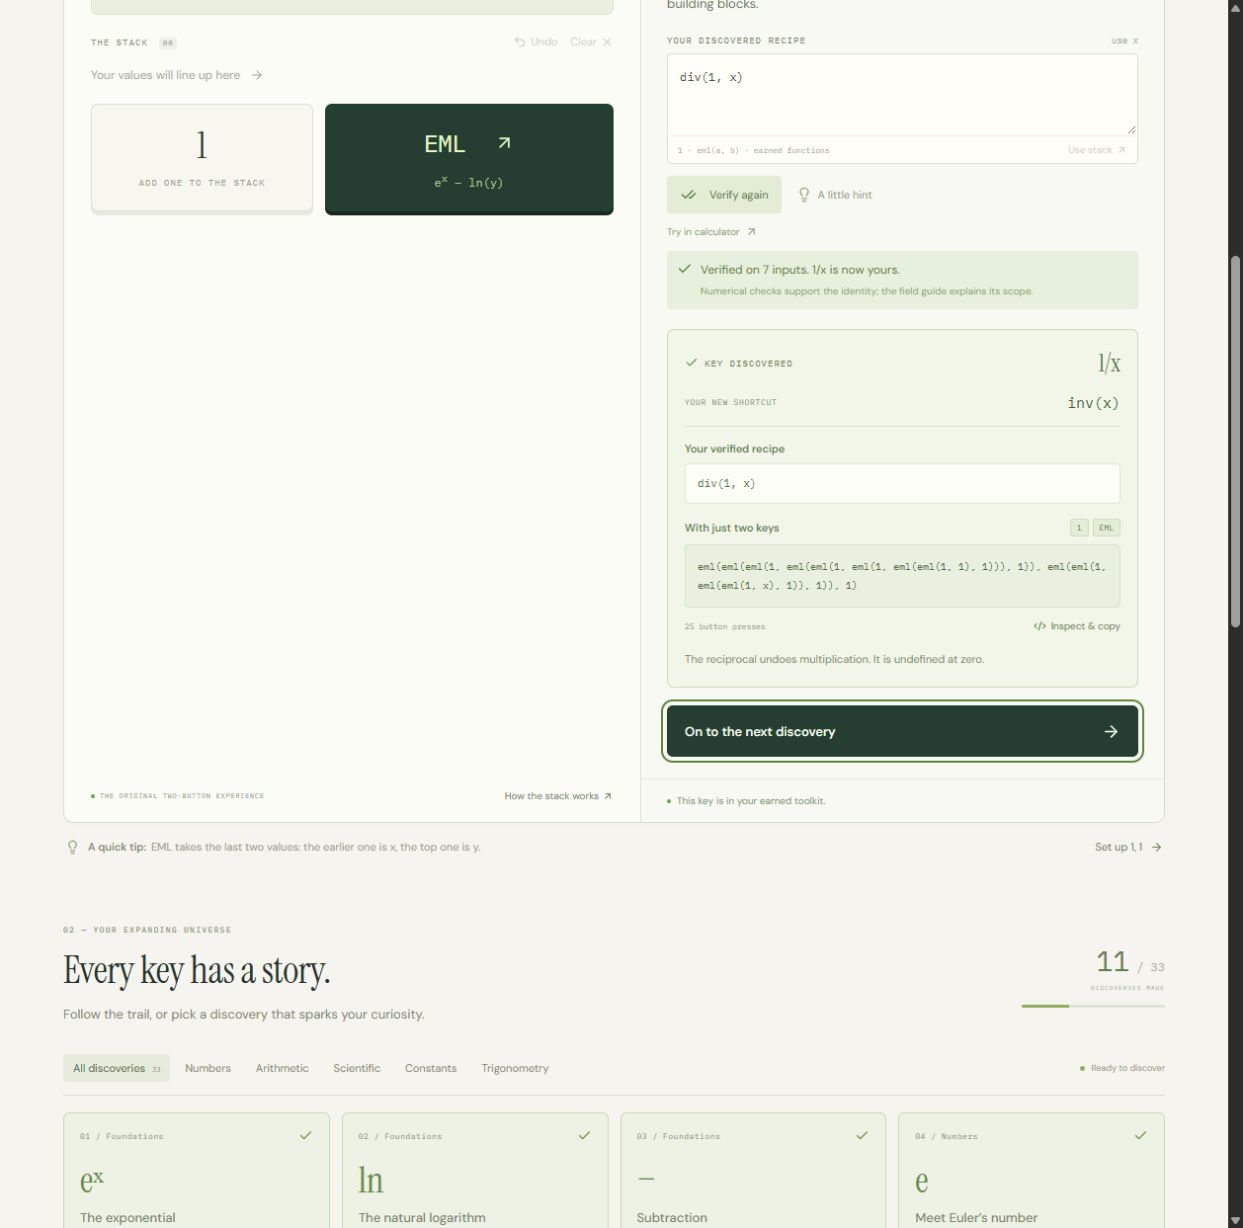 building blocks.
THE STACK 00
Undo Clear ×
Your values will line up here →
1
ADD ONE TO THE STACK
EML ↗
eˣ − ln(y)
THE ORIGINAL TWO-BUTTON EXPERIENCE
How the stack works ↗
YOUR DISCOVERED RECIPE
use x
div(1, x)
1 · eml(a, b) · earned functions
Use stack ↗
Verify again
A little hint
Try in calculator ↗
Verified on 7 inputs. 1/x is now yours.
Numerical checks support the identity; the field guide explains its scope.
KEY DISCOVERED
1/x
YOUR NEW SHORTCUT
inv(x)
Your verified recipe
div(1, x)
With just two keys
1 EML
eml(eml(eml(1, eml(eml(1, eml(1, eml(eml(1, 1), 1))), 1)), eml(eml(1,
eml(eml(1, x), 1)), 1)), 1)
25 button presses
</> Inspect & copy
The reciprocal undoes multiplication. It is undefined at zero.
On to the next discovery →
This key is in your earned toolkit.
A quick tip: EML takes the last two values: the earlier one is x, the top one is y.
Set up 1, 1 →
02 — YOUR EXPANDING UNIVERSE
Every key has a story.
Follow the trail, or pick a discovery that sparks your curiosity.
11 / 33
DISCOVERIES MADE
All discoveries 33 Numbers Arithmetic Scientific Constants Trigonometry
Ready to discover
01 / Foundations
eˣ
The exponential
02 / Foundations
ln
The natural logarithm
03 / Foundations
−
Subtraction
04 / Numbers
e
Meet Euler's number